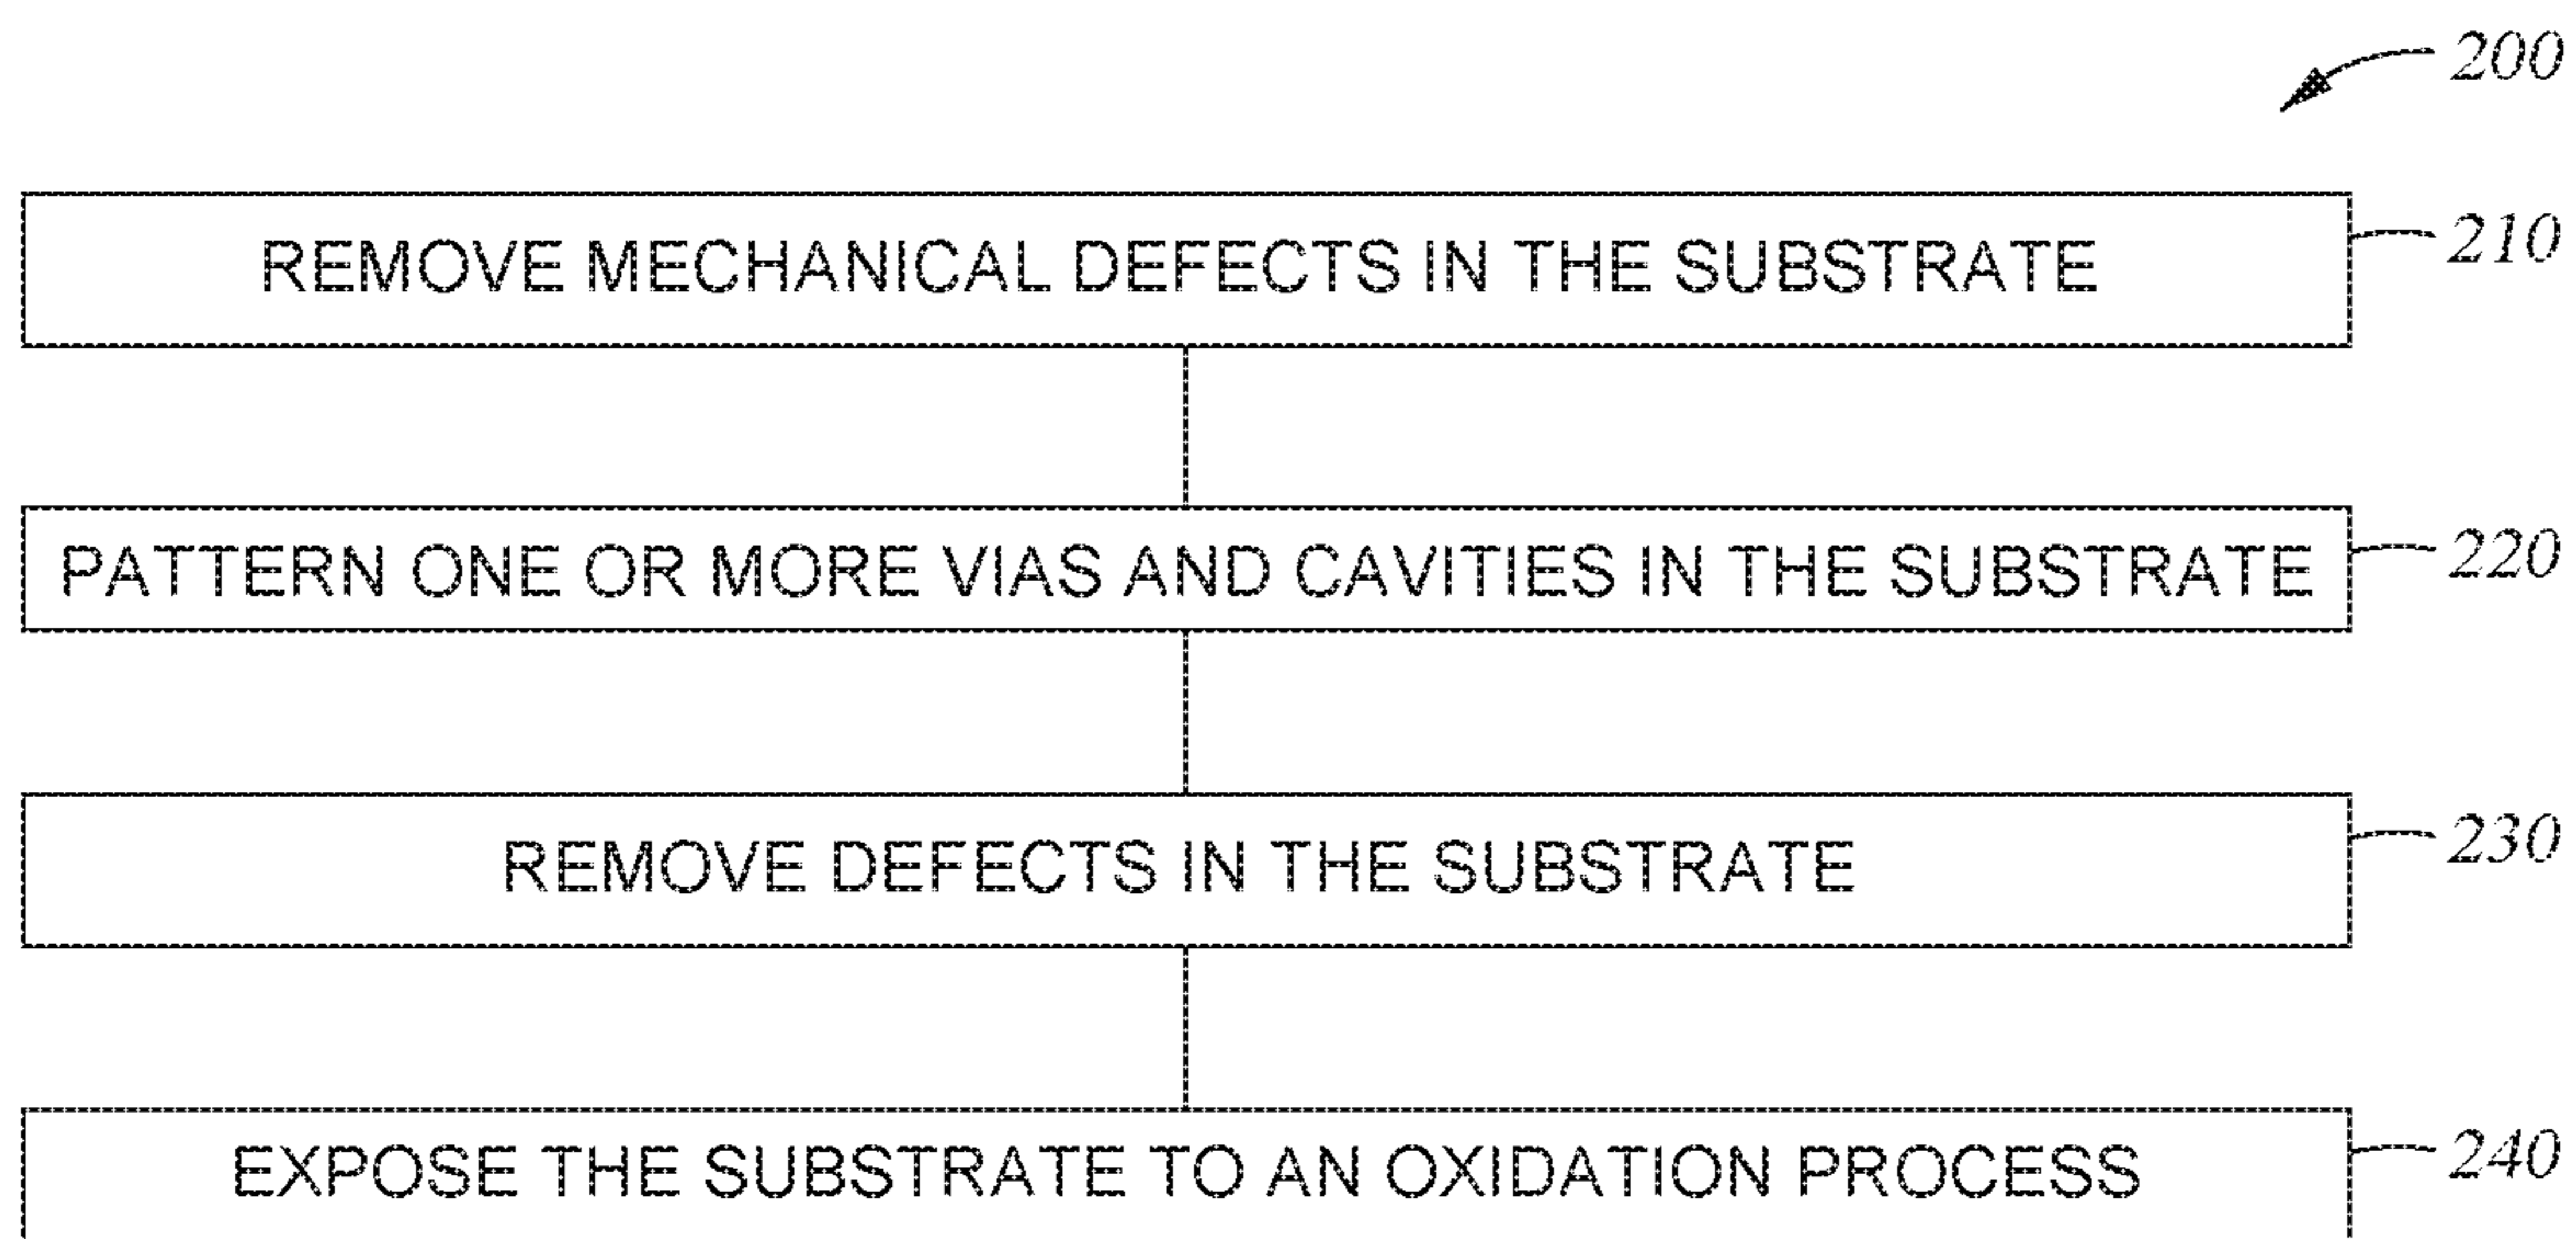 200
REMOVE MECHANICAL DEFECTS IN THE SUBSTRATE 210
PATTERN ONE OR MORE VIAS AND CAVITIES IN THE SUBSTRATE 220
REMOVE DEFECTS IN THE SUBSTRATE 230
EXPOSE THE SUBSTRATE TO AN OXIDATION PROCESS 240